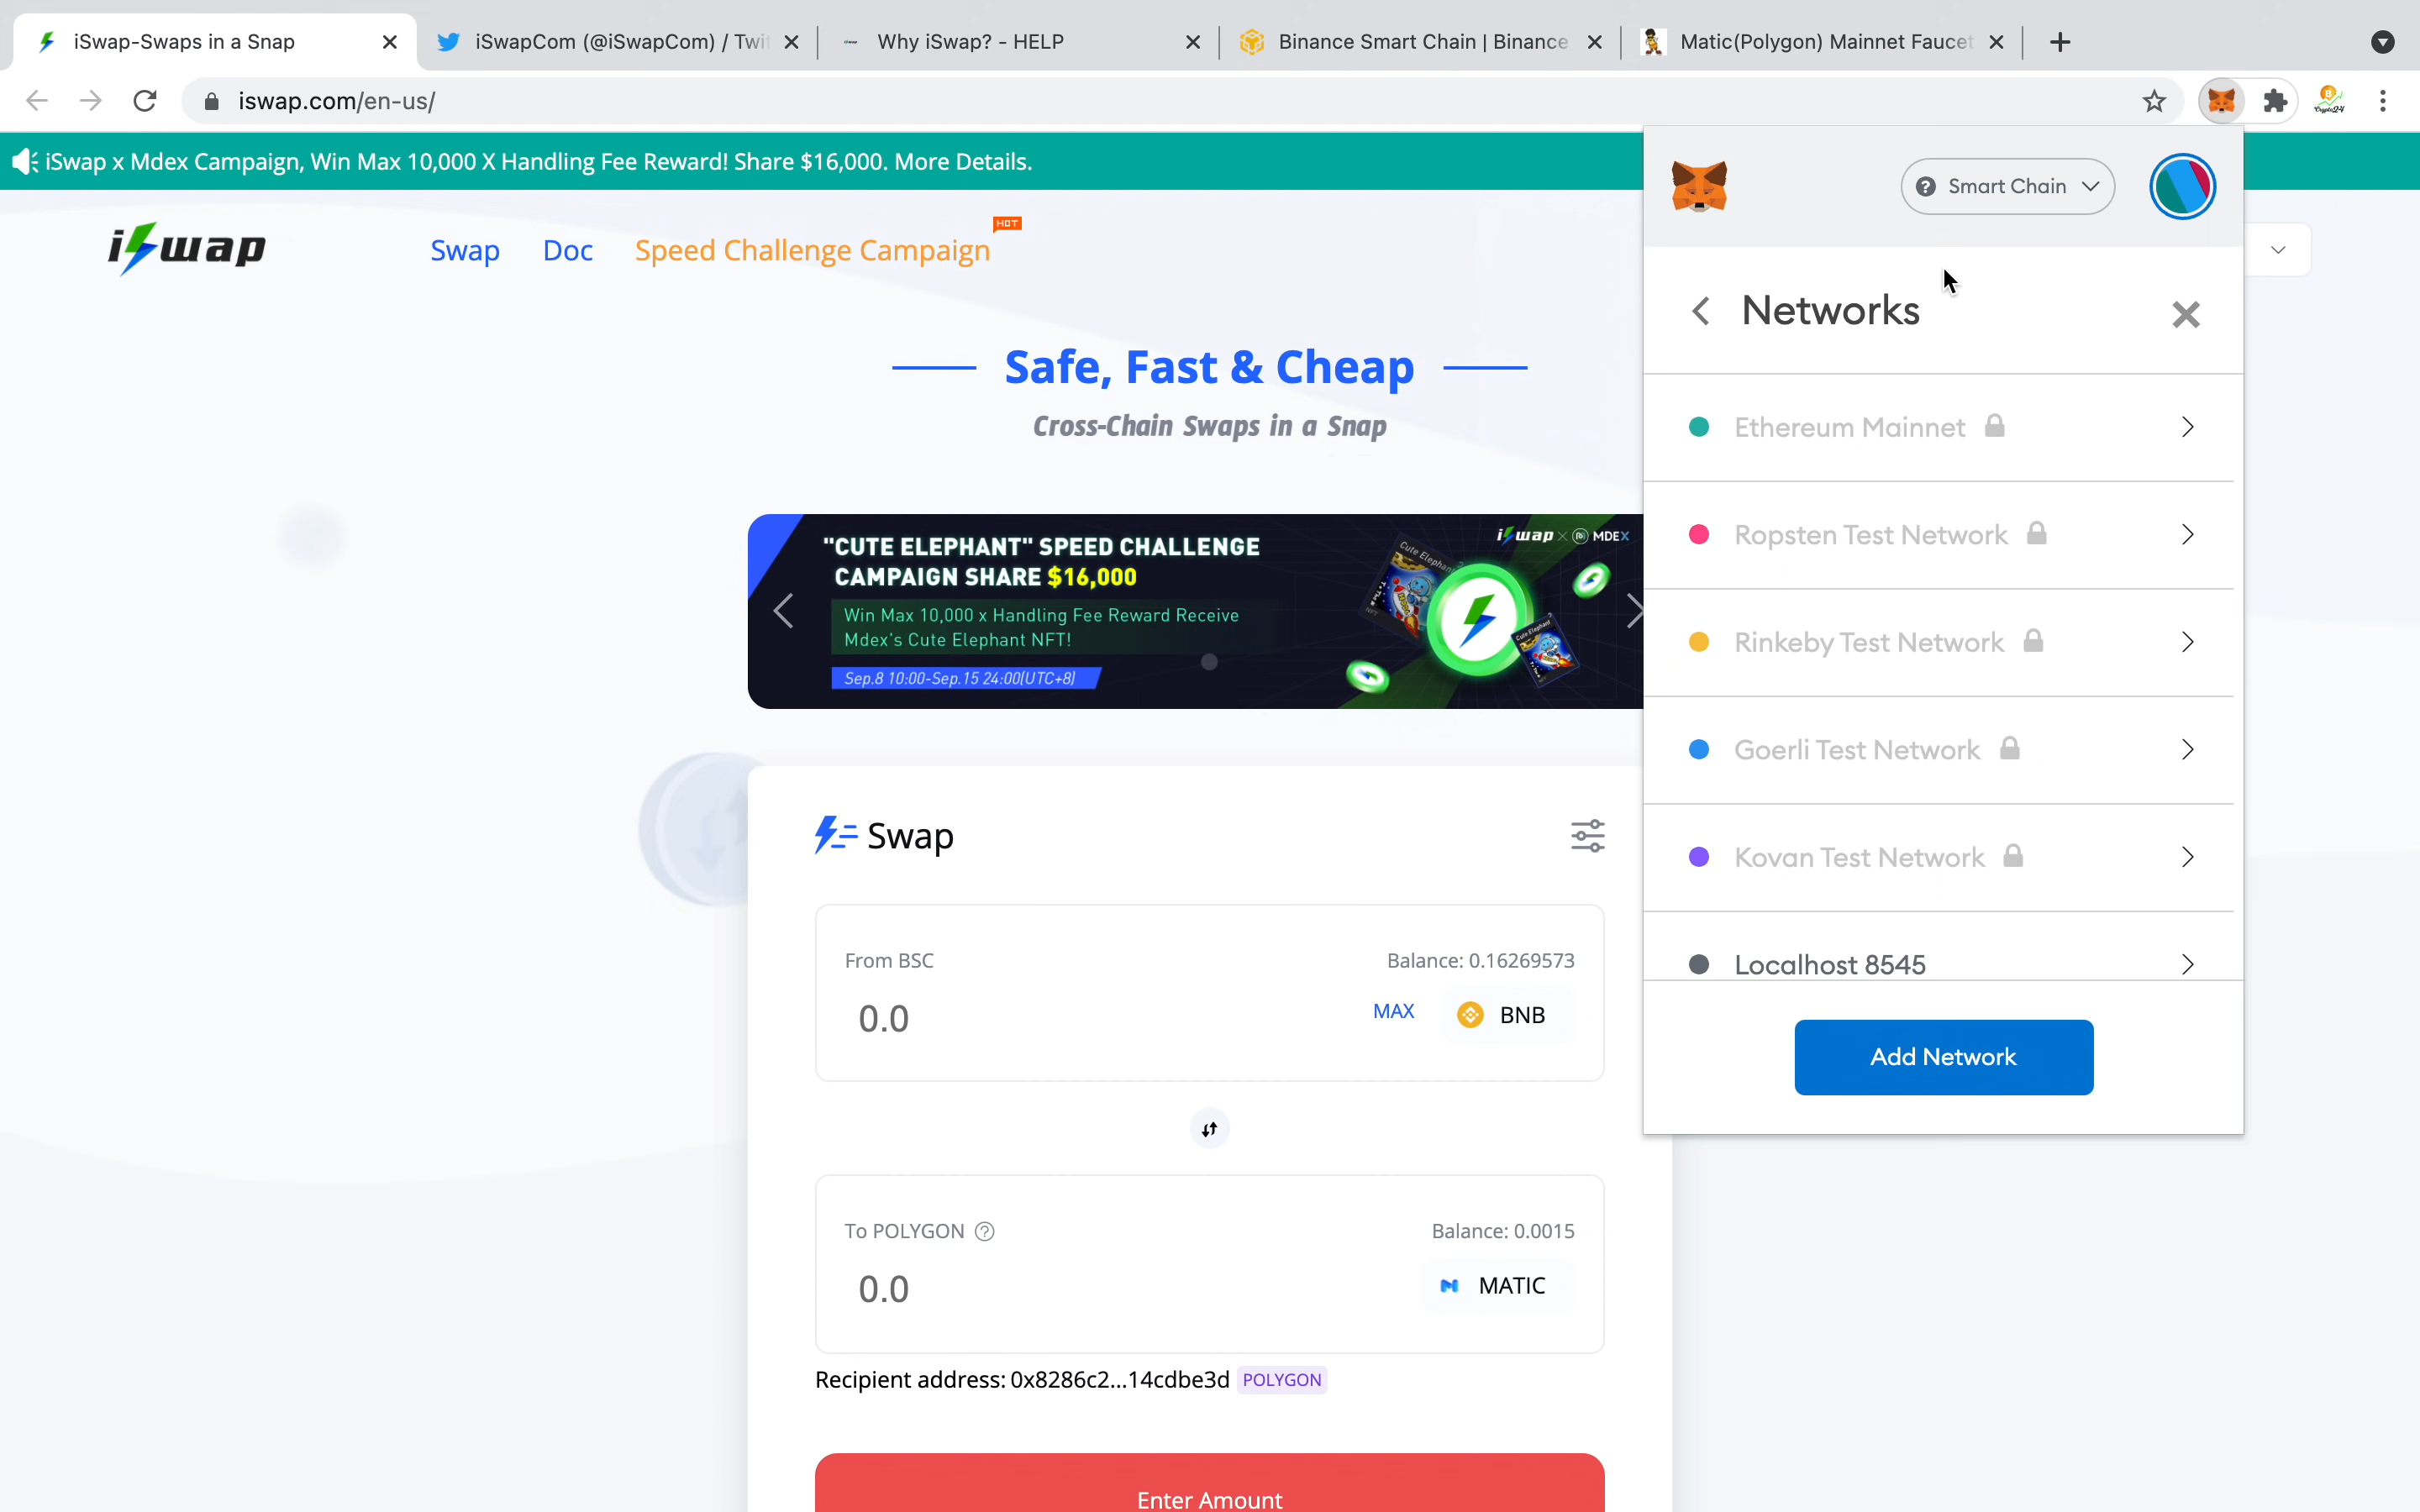 iSwap-Swaps in a Snap
iSwapCom (@iSwapCom) / Twi
Why iSwap? - HELP
Binance Smart Chain | Binance
Matic(Polygon) Mainnet Faucet
iswap.com/en-us/
iSwap x Mdex Campaign, Win Max 10,000 X Handling Fee Reward! Share $16,000. More Details.
iSwap
Swap
Doc
Speed Challenge Campaign
HOT
Safe, Fast & Cheap
Cross-Chain Swaps in a Snap
"CUTE ELEPHANT" SPEED CHALLENGE
CAMPAIGN SHARE $16,000
Win Max 10,000 x Handling Fee Reward Receive
Mdex's Cute Elephant NFT!
Sep.8 10:00-Sep.15 24:00(UTC+8)
iSwap × MDEX
Cute Elephant
Cute Elephant
Swap
From BSC
Balance: 0.16269573
0.0
MAX
BNB
To POLYGON
Balance: 0.0015
0.0
MATIC
Recipient address: 0x8286c2...14cdbe3d POLYGON
Enter Amount
Smart Chain
Networks
Ethereum Mainnet
Ropsten Test Network
Rinkeby Test Network
Goerli Test Network
Kovan Test Network
Localhost 8545
Add Network